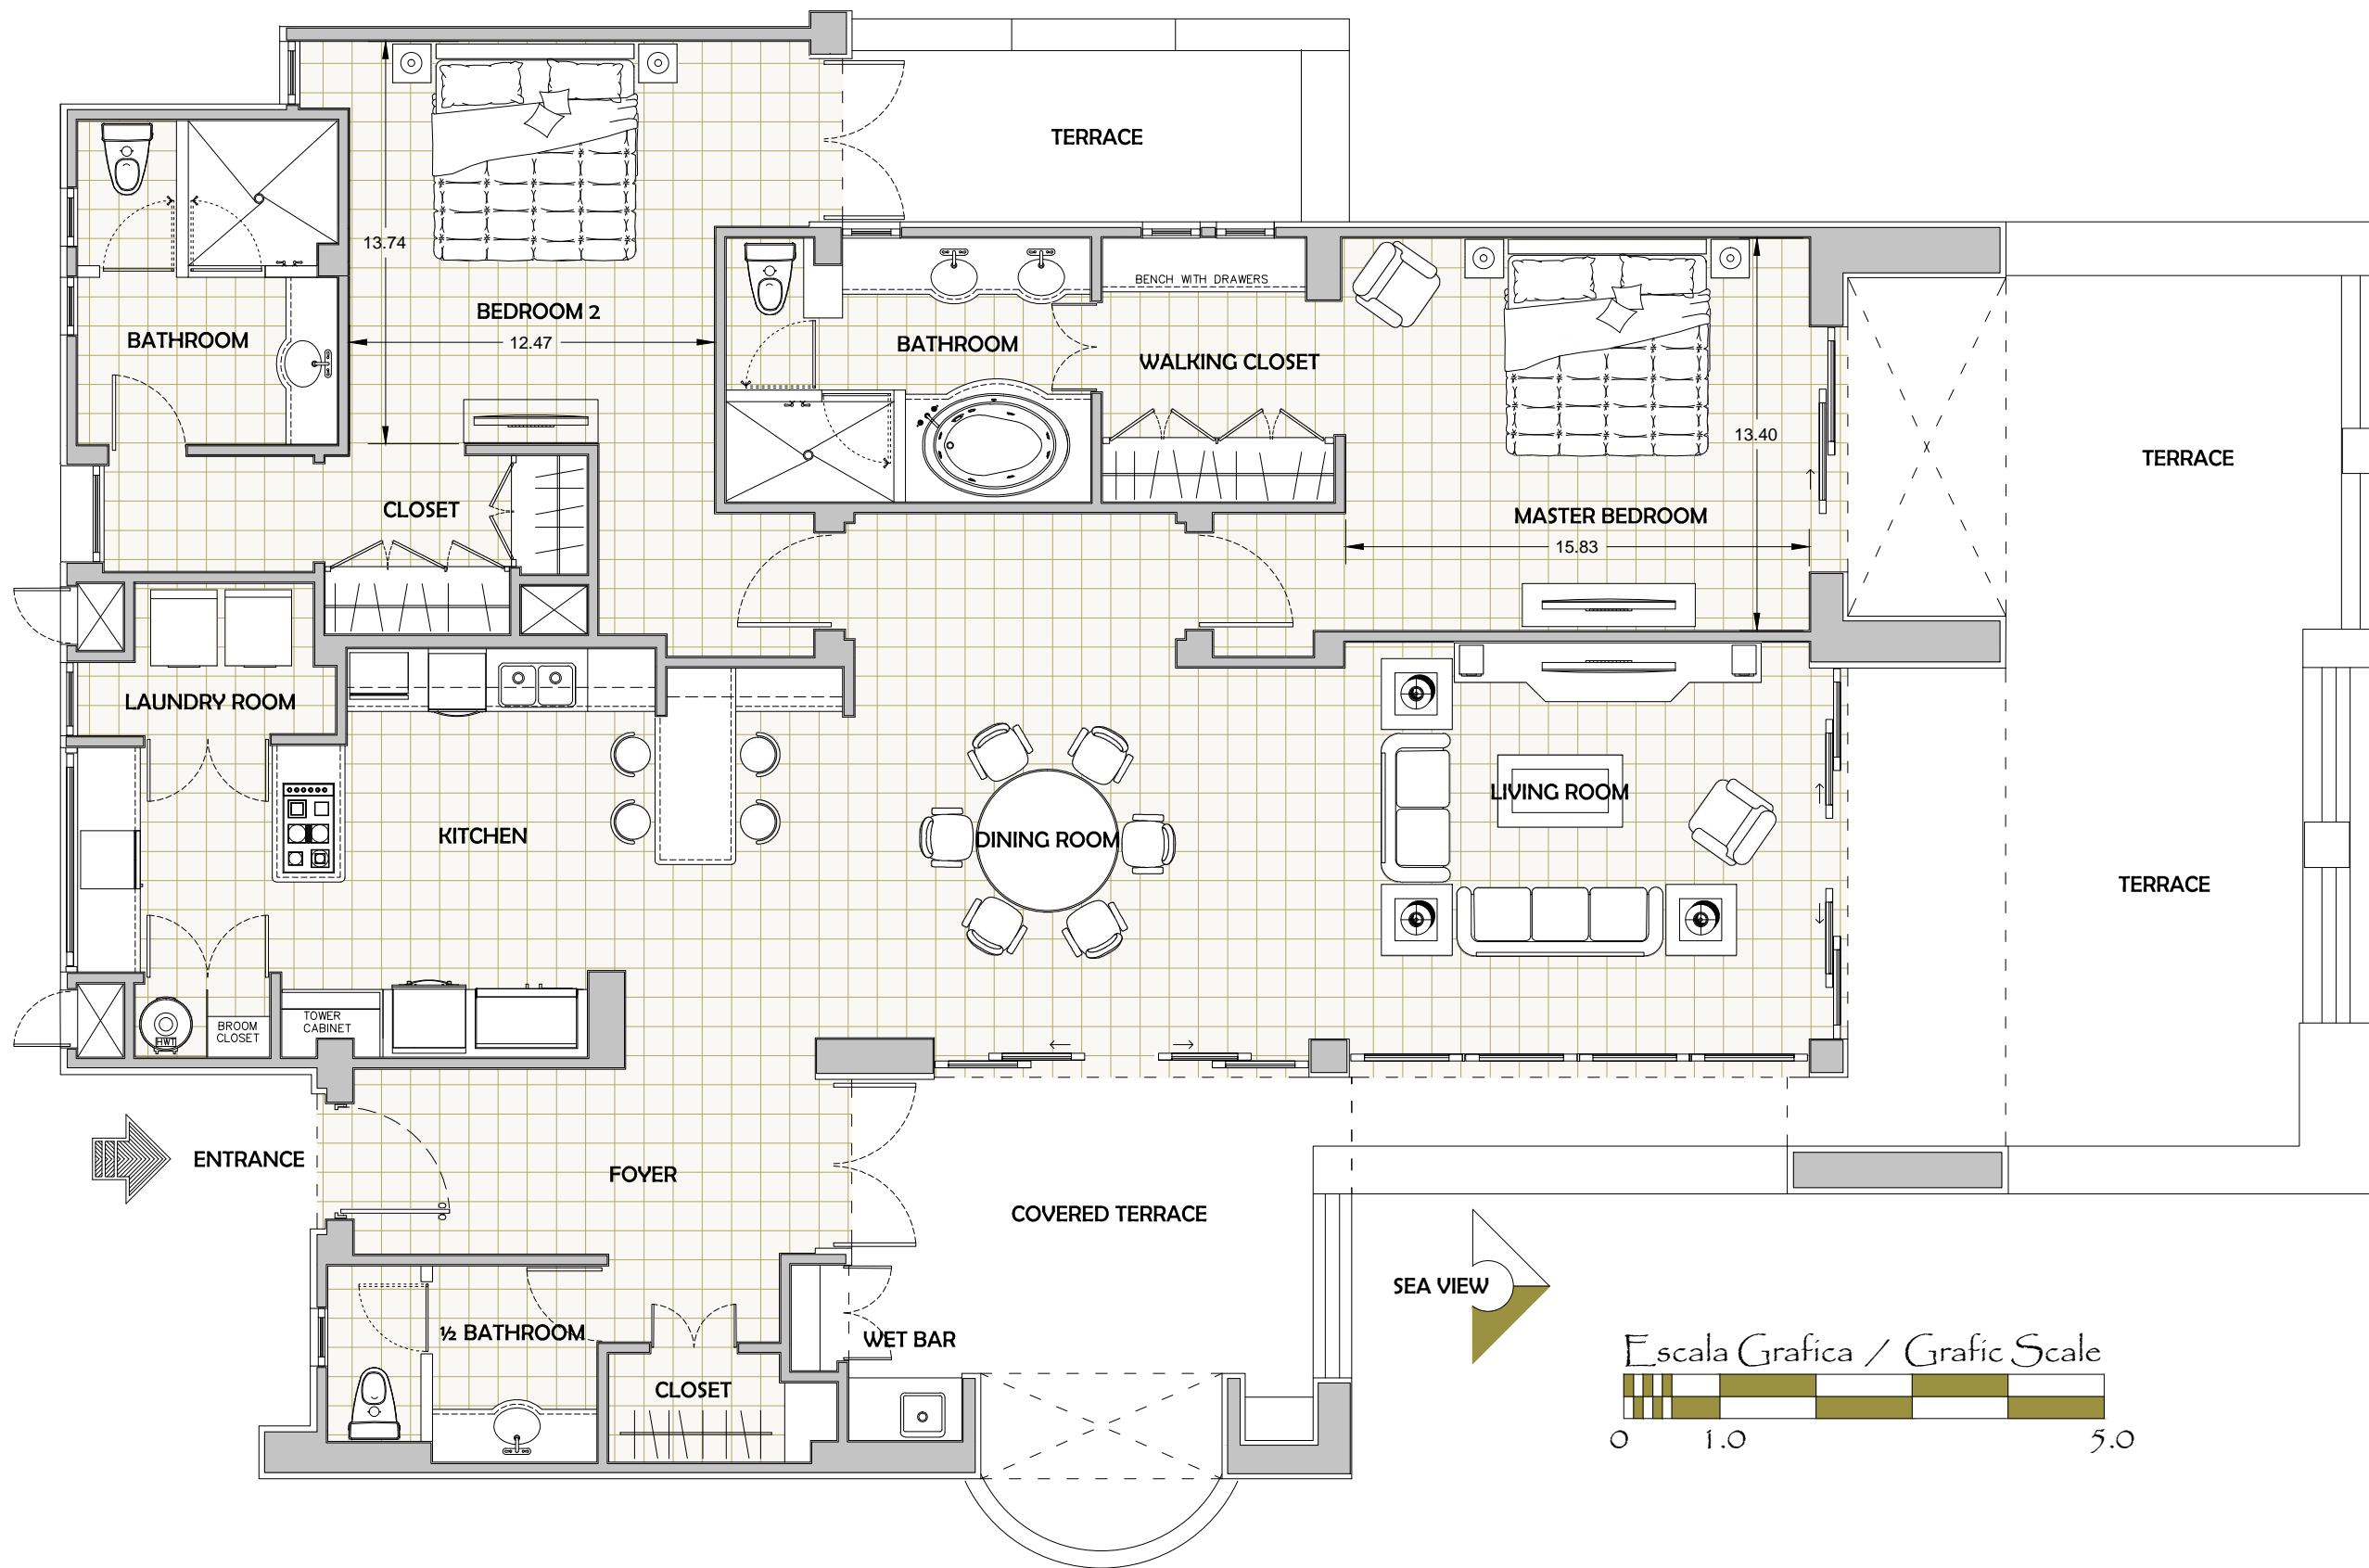 TERRACE
13.74
BENCH WITH DRAWERS
BEDROOM 2
12.47
BATHROOM
BATHROOM
WALKING CLOSET
13.40
TERRACE
CLOSET
MASTER BEDROOM
15.83
LAUNDRY ROOM
LIVING ROOM
KITCHEN
DINING ROOM
TERRACE
TOWER
CABINET
BROOM
CLOSET
HWT
ENTRANCE
FOYER
COVERED TERRACE
SEA VIEW
½ BATHROOM
WET BAR
CLOSET
Escala Grafica / Grafic Scale
0 1.0 5.0